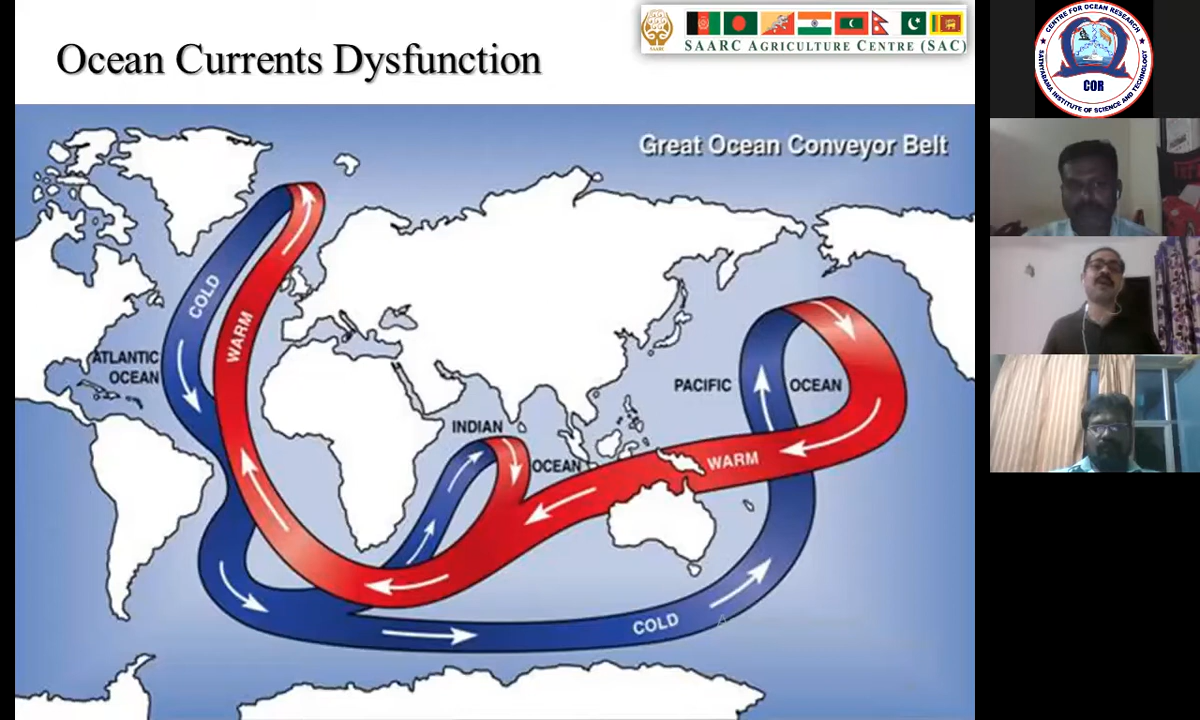 Ocean Currents Dysfunction
SAARC
SAARC AGRICULTURE CENTRE (SAC)
CENTRE FOR OCEAN RESEARCH
SATHYABAMA INSTITUTE OF SCIENCE AND TECHNOLOGY
COR
Great Ocean Conveyor Belt
COLD
WARM
ATLANTIC
OCEAN
PACIFIC
OCEAN
INDIAN
OCEAN
WARM
COLD